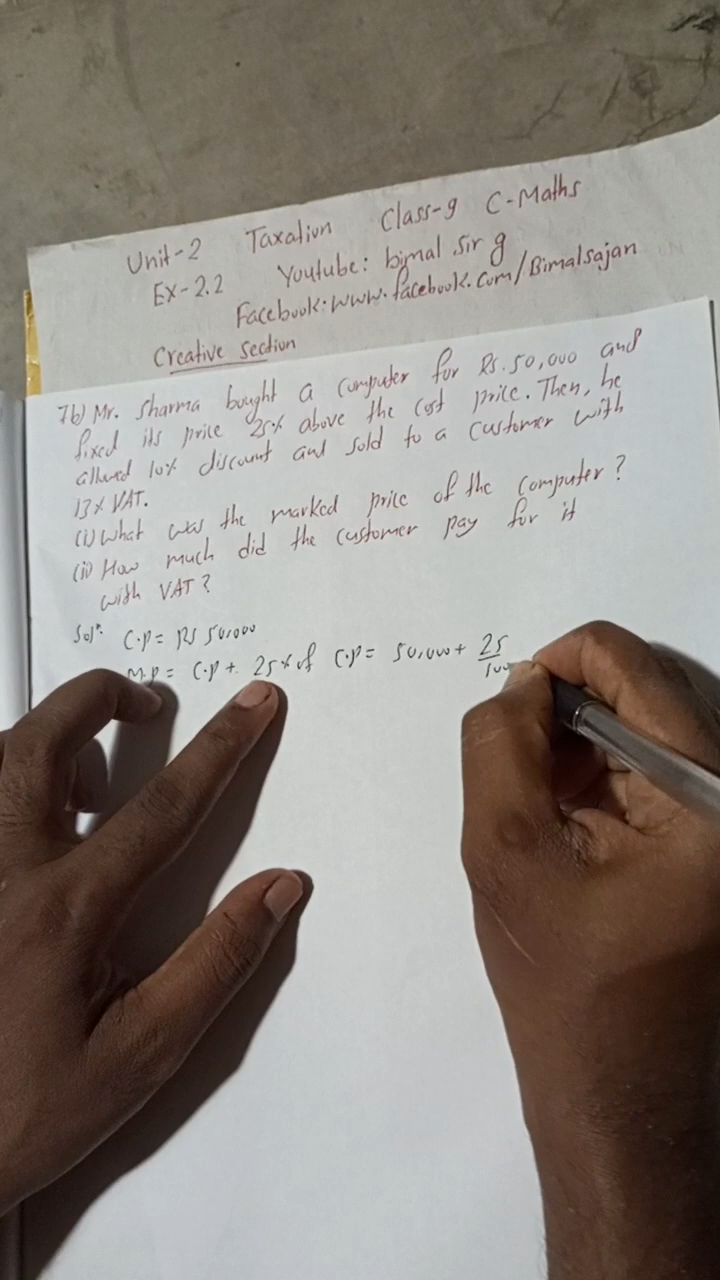 Unit-2 Taxation Class-9 C-Maths
Ex-2.2 Youtube: bimal sir g
Facebook: www.facebook.com/Bimalsajan
Creative section
7b) Mr. Sharma bought a computer for Rs. 50,000 and
fixed its price 25% above the cost price. Then, he
allowed 10% discount and sold to a customer with
13% VAT.
(i) What was the marked price of the computer?
(ii) How much did the customer pay for it
with VAT?
Solⁿ. C.P = RS 50,000
M.P = C.P + 25% of C.P = 50,000 + 25/100